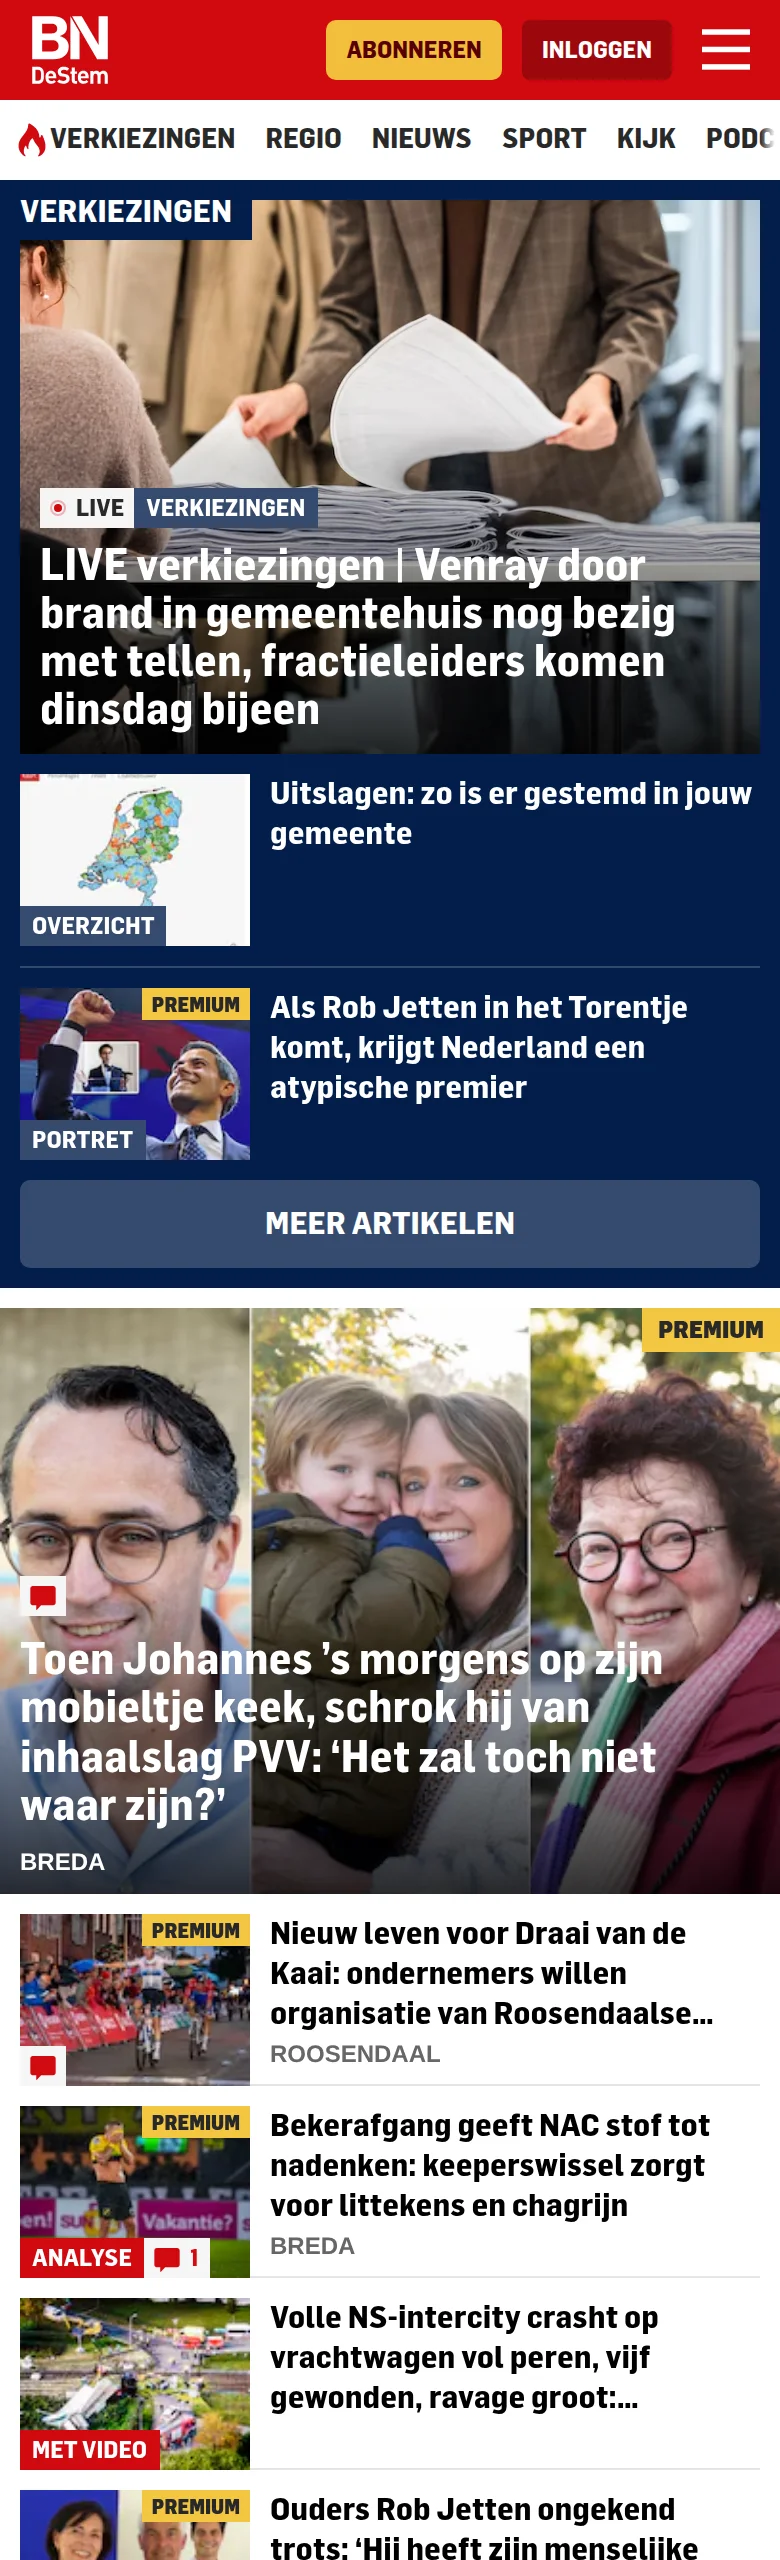 BN
DeStem
ABONNEREN
INLOGGEN
VERKIEZINGEN
REGIO
NIEUWS
SPORT
KIJK
PODC
VERKIEZINGEN
LIVE
VERKIEZINGEN
LIVE verkiezingen | Venray door
brand in gemeentehuis nog bezig
met tellen, fractieleiders komen
dinsdag bijeen
Uitslagen: zo is er gestemd in jouw
gemeente
OVERZICHT
PREMIUM
Als Rob Jetten in het Torentje
komt, krijgt Nederland een
atypische premier
PORTRET
MEER ARTIKELEN
PREMIUM
Toen Johannes ’s morgens op zijn
mobieltje keek, schrok hij van
inhaalslag PVV: ‘Het zal toch niet
waar zijn?’
BREDA
PREMIUM
Nieuw leven voor Draai van de
Kaai: ondernemers willen
organisatie van Roosendaalse...
ROOSENDAAL
PREMIUM
Bekerafgang geeft NAC stof tot
nadenken: keeperswissel zorgt
voor littekens en chagrijn
BREDA
Vakantie?
ANALYSE
1
Volle NS-intercity crasht op
vrachtwagen vol peren, vijf
gewonden, ravage groot:...
MET VIDEO
PREMIUM
Ouders Rob Jetten ongekend
trots: ‘Hij heeft zijn menselijke